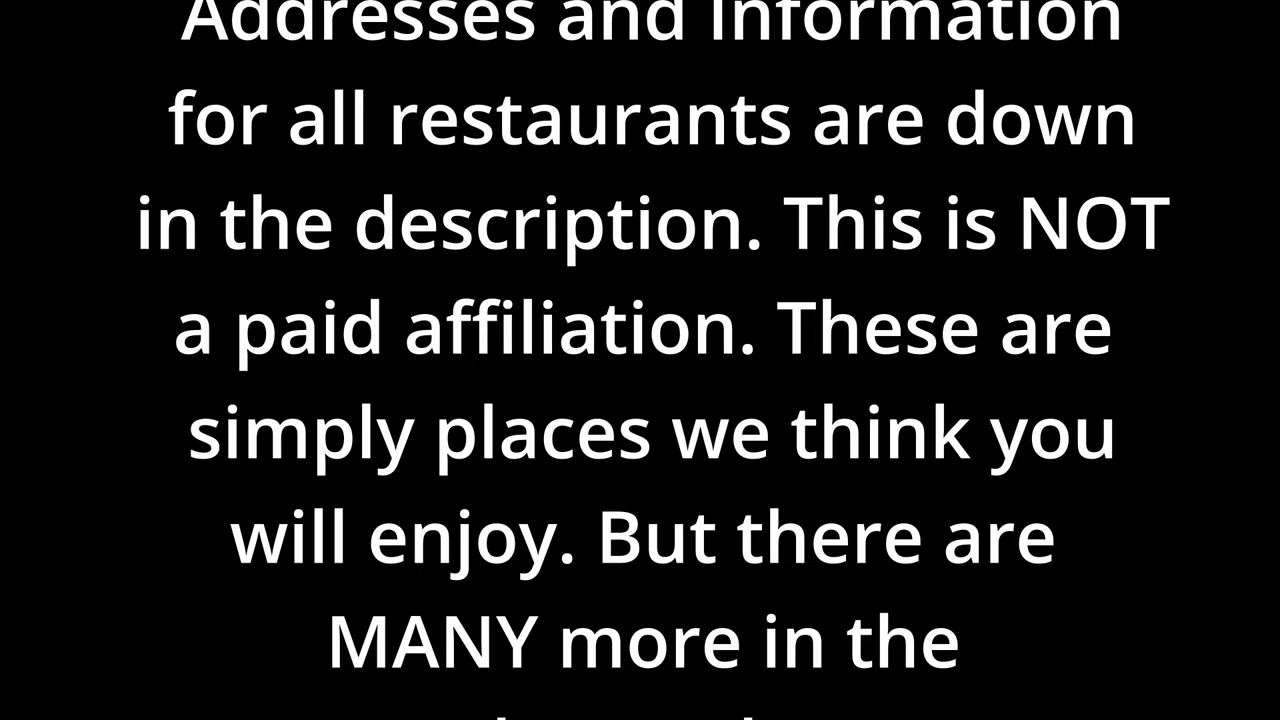 Addresses and Information
for all restaurants are down
in the description. This is NOT
a paid affiliation. These are
simply places we think you
will enjoy. But there are
MANY more in the